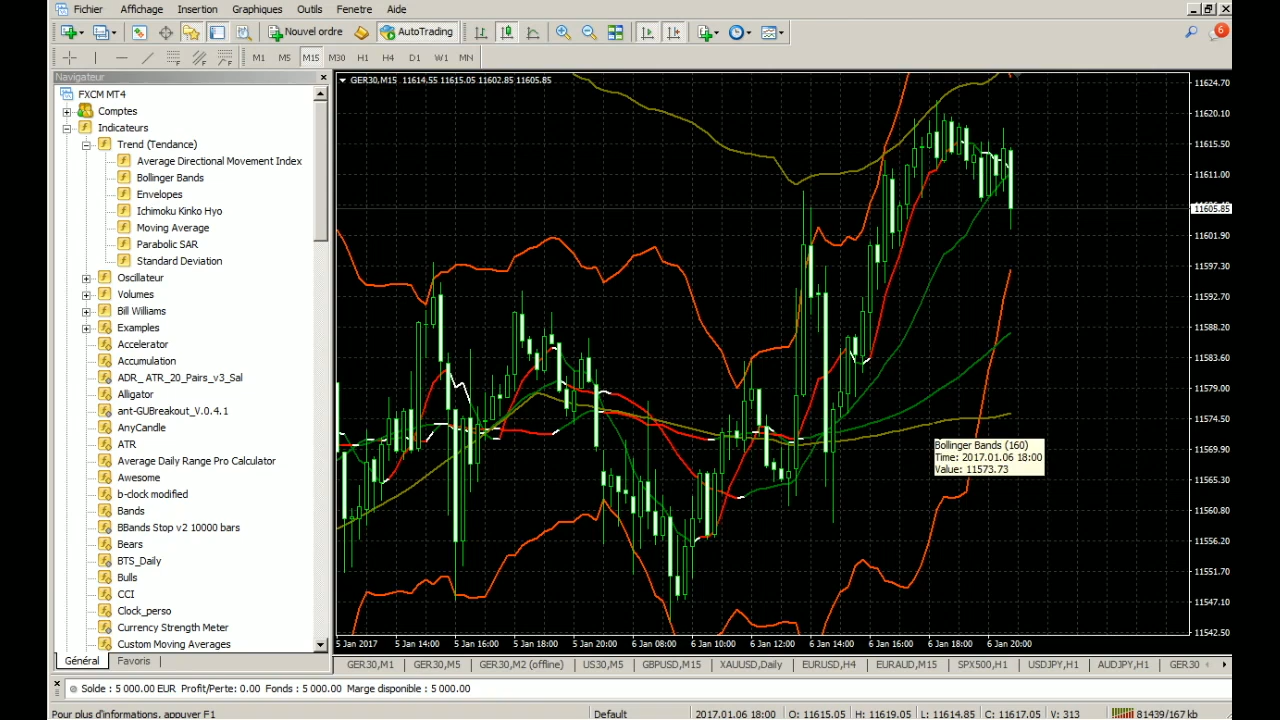 Fichier Affichage Insertion Graphiques Outils Fenetre Aide
6
Nouvel ordre AutoTrading
M1 M5 M15 M30 H1 H4 D1 W1 MN
Navigateur
FXCM MT4
Comptes
Indicateurs
Trend (Tendance)
Average Directional Movement Index
Bollinger Bands
Envelopes
Ichimoku Kinko Hyo
Moving Average
Parabolic SAR
Standard Deviation
Oscillateur
Volumes
Bill Williams
Examples
Accelerator
Accumulation
ADR_ ATR_20_Pairs_v3_Sal
Alligator
ant-GUBreakout_V.0.4.1
AnyCandle
ATR
Average Daily Range Pro Calculator
Awesome
b-clock modified
Bands
BBands Stop v2 10000 bars
Bears
BTS_Daily
Bulls
CCI
Clock_perso
Currency Strength Meter
Custom Moving Averages
Général Favoris
GER30,M15 11614.55 11615.05 11602.85 11605.85
11624.70
11620.10
11615.50
11611.00
11605.85
11601.90
11597.30
11592.70
11588.20
11583.60
11579.00
11574.50
11569.90
11565.30
11560.80
11556.20
11551.70
11547.10
11542.50
Bollinger Bands (160)
Time: 2017.01.06 18:00
Value: 11573.73
5 Jan 2017 5 Jan 14:00 5 Jan 16:00 5 Jan 18:00 5 Jan 20:00 6 Jan 08:00 6 Jan 10:00 6 Jan 12:00 6 Jan 14:00 6 Jan 16:00 6 Jan 18:00 6 Jan 20:00
GER30,M1 GER30,M5 GER30,M2 (offline) US30,M5 GBPUSD,M15 XAUUSD,Daily EURUSD,H4 EURAUD,M15 SPX500,H1 USDJPY,H1 AUDJPY,H1 GER30
Solde : 5 000.00 EUR Profit/Perte: 0.00 Fonds : 5 000.00 Marge disponible : 5 000.00
Pour plus d'informations, appuyer F1 Default 2017.01.06 18:00 O: 11615.05 H: 11619.05 L: 11614.85 C: 11617.05 V: 313 81439/167 kb